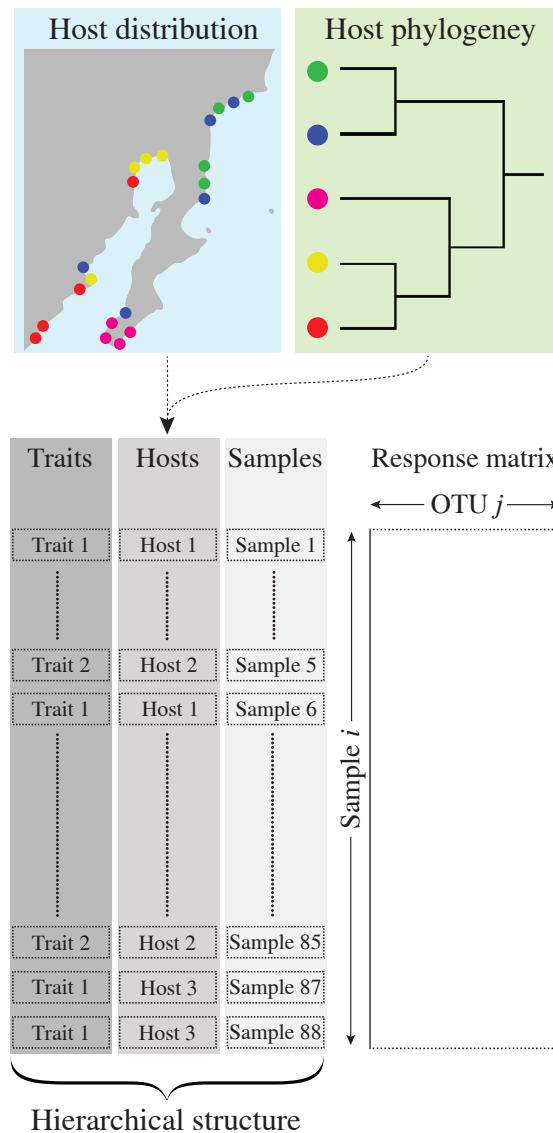 Host distribution
Host phylogeney
Traits Hosts Samples
Response matrix
OTU j
Trait 1 Host 1 Sample 1
Trait 2 Host 2 Sample 5
Trait 1 Host 1 Sample 6
Sample i
Trait 2 Host 2 Sample 85
Trait 1 Host 3 Sample 87
Trait 1 Host 3 Sample 88
Hierarchical structure